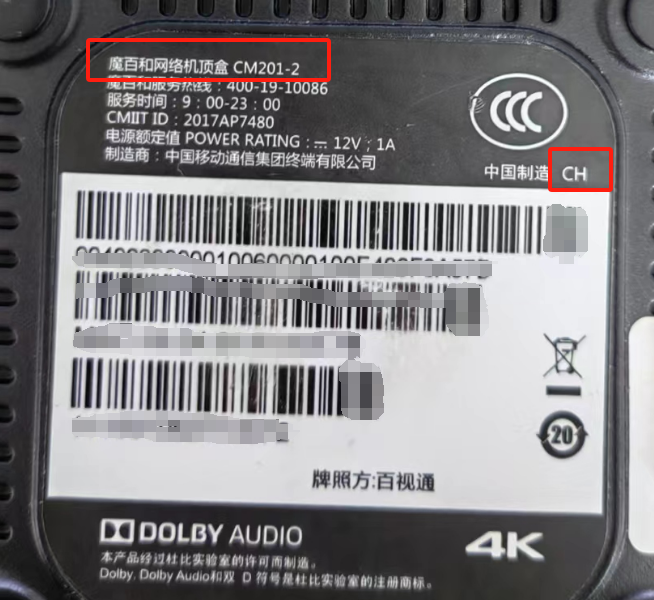 魔百和网络机顶盒 CM201-2
魔百和服务热线：400-19-10086
服务时间：9：00-23：00
CMIIT ID：2017AP7480
电源额定值 POWER RATING：⎓ 12V；1A
制造商：中国移动通信集团终端有限公司
中国制造 CH
20
牌照方:百视通
DOLBY AUDIO
4K
本产品经过杜比实验室的许可而制造。
Dolby, Dolby Audio和双 D 符号是杜比实验室的注册商标。